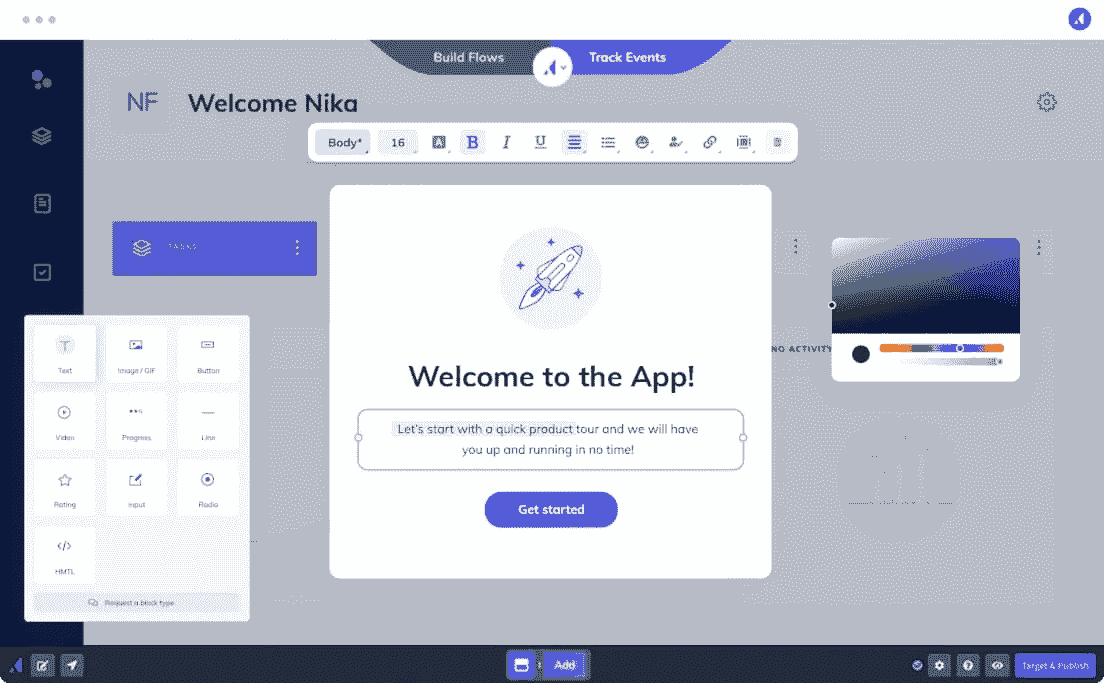 Build Flows
Track Events
NF
Welcome Nika
Body*
16
B
I
U
TASKS
NO ACTIVITY
Welcome to the App!
Let's start with a quick product tour and we will have
you up and running in no time!
Get started
Text
Image / GIF
Button
Video
Progress
Line
Rating
Input
Radio
HMTL
Request a block type
Add
Target & Publish